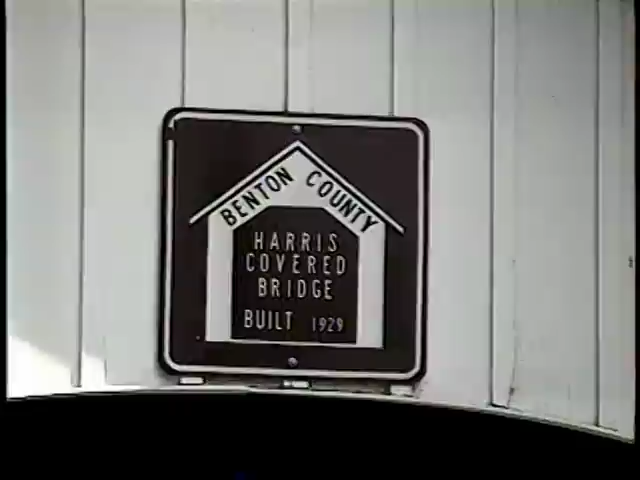 BENTON COUNTY
HARRIS
COVERED
BRIDGE
BUILT 1929